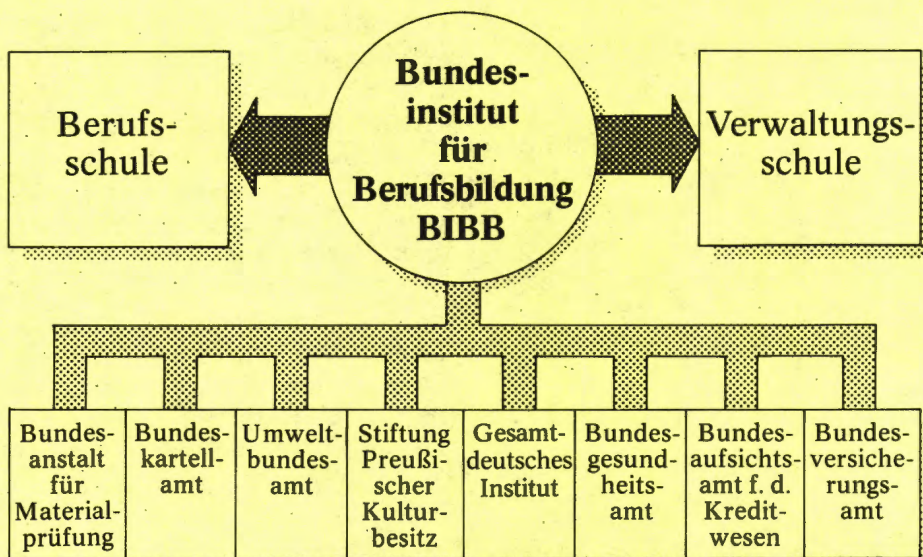 Berufs-
schule
Bundes-
institut
für
Berufsbildung
BIBB
Verwaltungs-
schule
Bundes-
anstalt
für
Material-
prüfung
Bundes-
kartell-
amt
Umwelt-
bundes-
amt
Stiftung
Preußi-
scher
Kultur-
besitz
Gesamt-
deutsches
Institut
Bundes-
gesund-
heits-
amt
Bundes-
aufsichts-
amt f. d.
Kredit-
wesen
Bundes-
versiche-
rungs-
amt